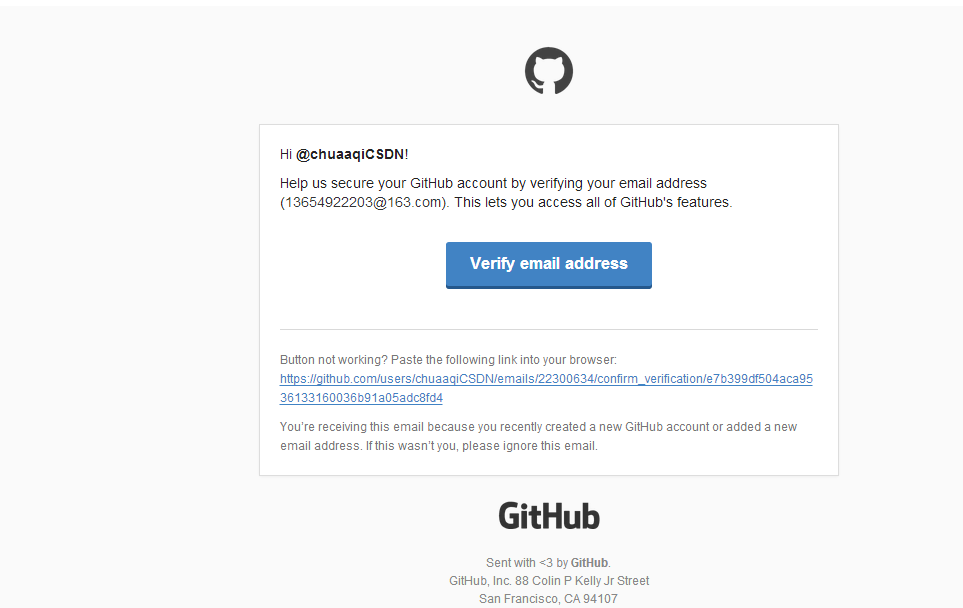 Hi @chuaaqiCSDN!
Help us secure your GitHub account by verifying your email address
(13654922203@163.com). This lets you access all of GitHub's features.
Verify email address
Button not working? Paste the following link into your browser:
https://github.com/users/chuaaqiCSDN/emails/22300634/confirm_verification/e7b399df504aca95
36133160036b91a05adc8fd4
You’re receiving this email because you recently created a new GitHub account or added a new
email address. If this wasn’t you, please ignore this email.
GitHub
Sent with <3 by GitHub.
GitHub, Inc. 88 Colin P Kelly Jr Street
San Francisco, CA 94107